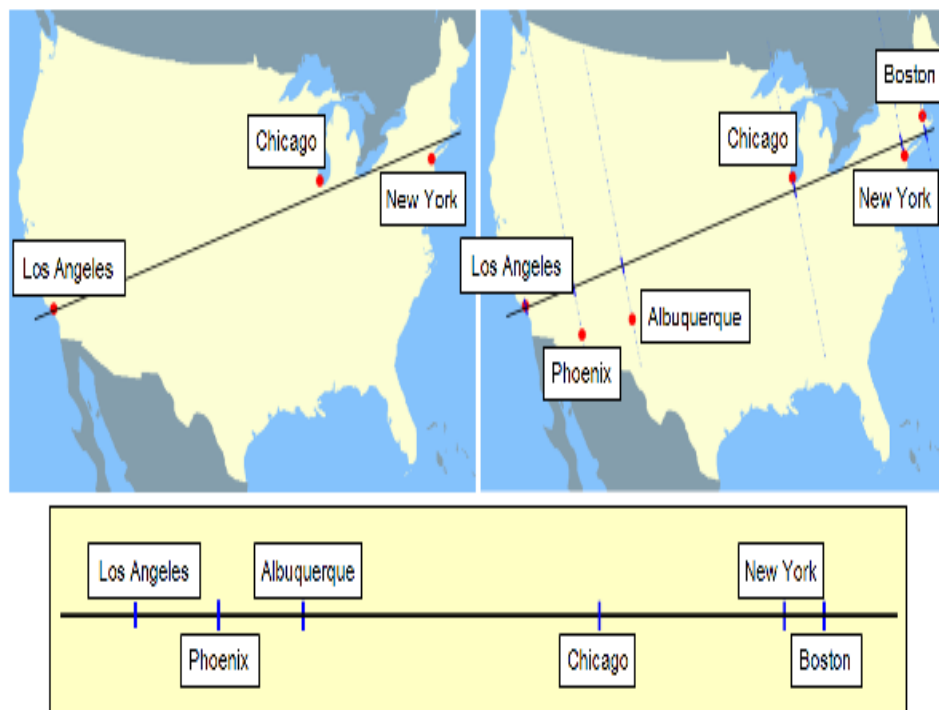 Chicago
New York
Los Angeles
Boston
Chicago
New York
Los Angeles
Albuquerque
Phoenix
Los Angeles
Albuquerque
New York
Phoenix
Chicago
Boston